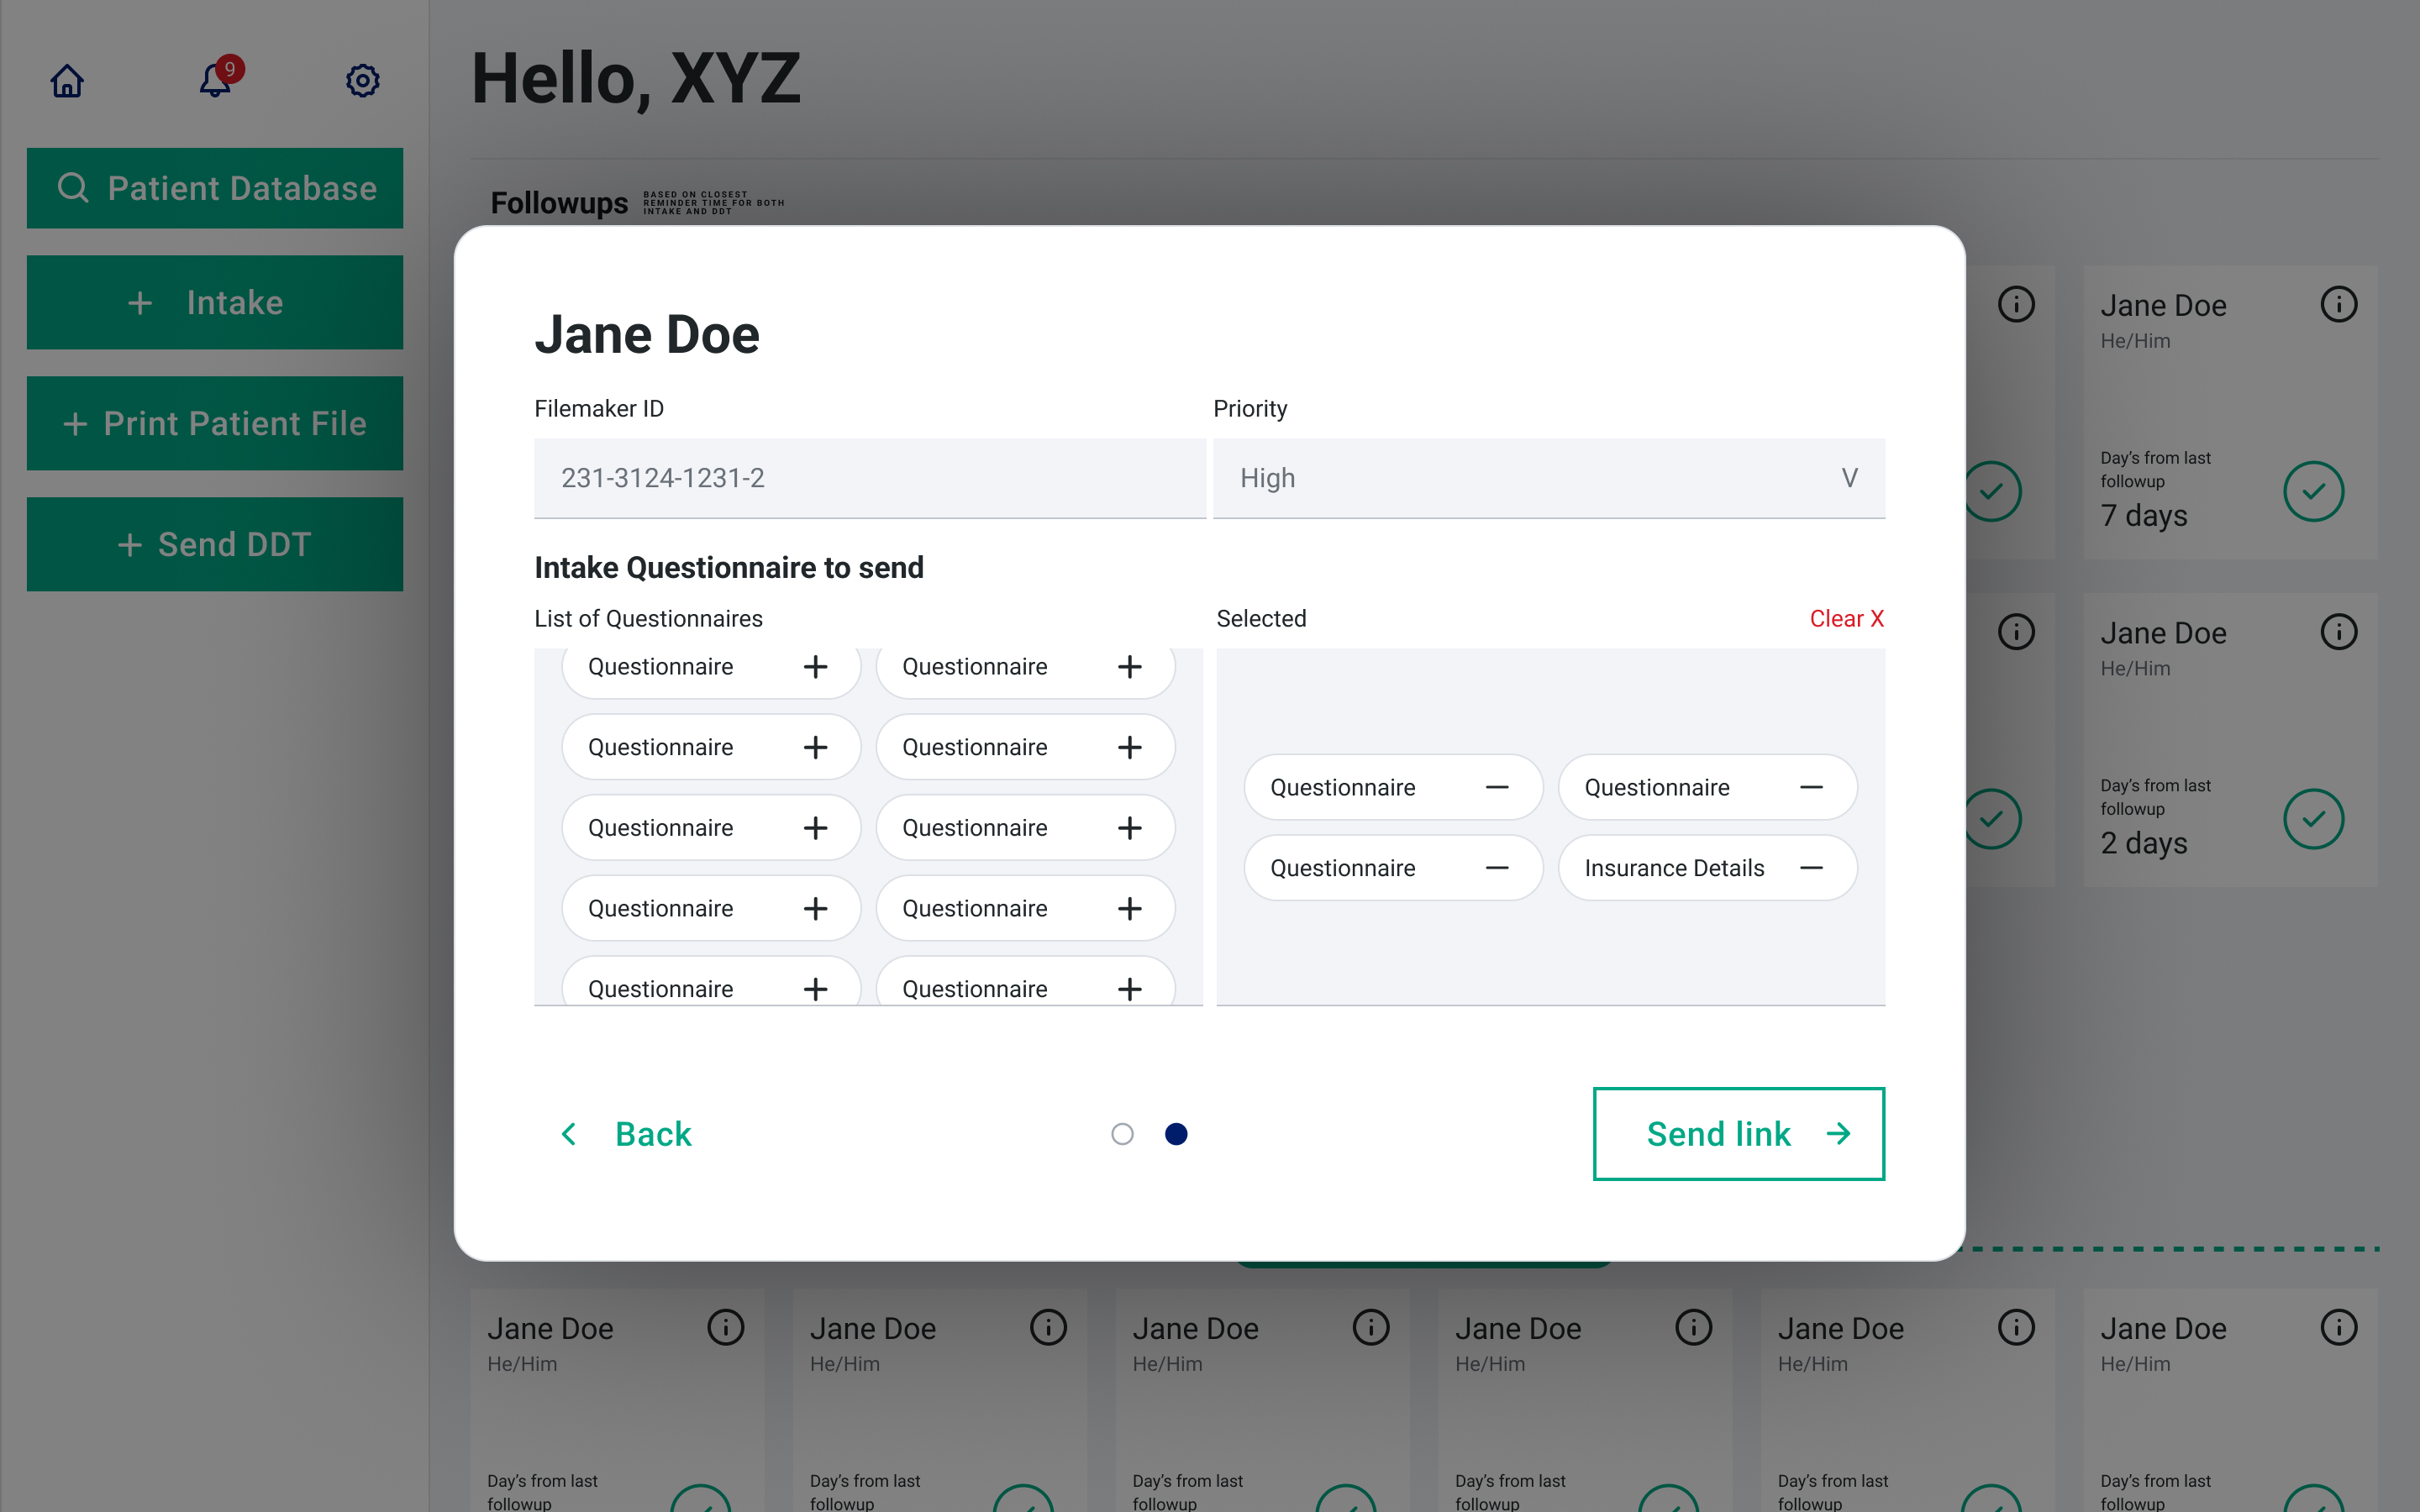 9
Patient Database
Intake
Print Patient File
Send DDT
Hello, XYZ
Followups
BASED ON CLOSEST
REMINDER TIME FOR BOTH
INTAKE AND DDT
Jane Doe
He/Him
Day's from last
followup
7 days
Jane Doe
He/Him
Day's from last
followup
2 days
Jane Doe
Filemaker ID
Priority
231-3124-1231-2
High
V
Intake Questionnaire to send
List of Questionnaires
Selected
Clear X
Questionnaire
Questionnaire
Questionnaire
Questionnaire
Questionnaire
Questionnaire
Questionnaire
Questionnaire
Questionnaire
Questionnaire
Questionnaire
Questionnaire
Questionnaire
Insurance Details
Back
Send link
Jane Doe
He/Him
Day's from last
followup
Jane Doe
He/Him
Day's from last
followup
Jane Doe
He/Him
Day's from last
followup
Jane Doe
He/Him
Day's from last
followup
Jane Doe
He/Him
Day's from last
followup
Jane Doe
He/Him
Day's from last
followup